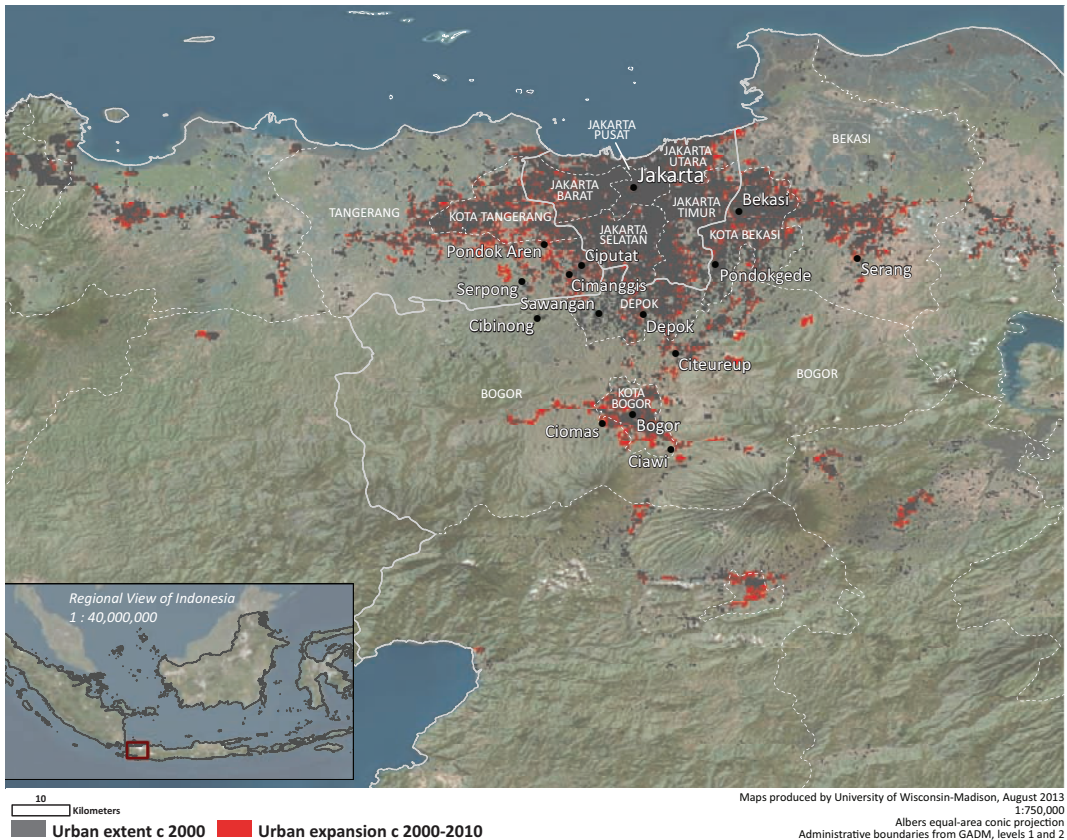 JAKARTA
PUSAT
JAKARTA
UTARA
BEKASI
Jakarta
JAKARTA
BARAT
Bekasi
TANGERANG
KOTA TANGERANG
JAKARTA
TIMUR
JAKARTA
SELATAN
KOTA BEKASI
Pondok Aren
Ciputat
Pondokgede
Serang
Serpong
Cimanggis
Sawangan
DEPOK
Cibinong
Depok
Citeureup
BOGOR
BOGOR
KOTA
BOGOR
Ciomas
Bogor
Ciawi
Regional View of Indonesia
1 : 40,000,000
10
Kilometers
Urban extent c 2000
Urban expansion c 2000-2010
Maps produced by University of Wisconsin-Madison, August 2013
1:750,000
Albers equal-area conic projection
Administrative boundaries from GADM, levels 1 and 2